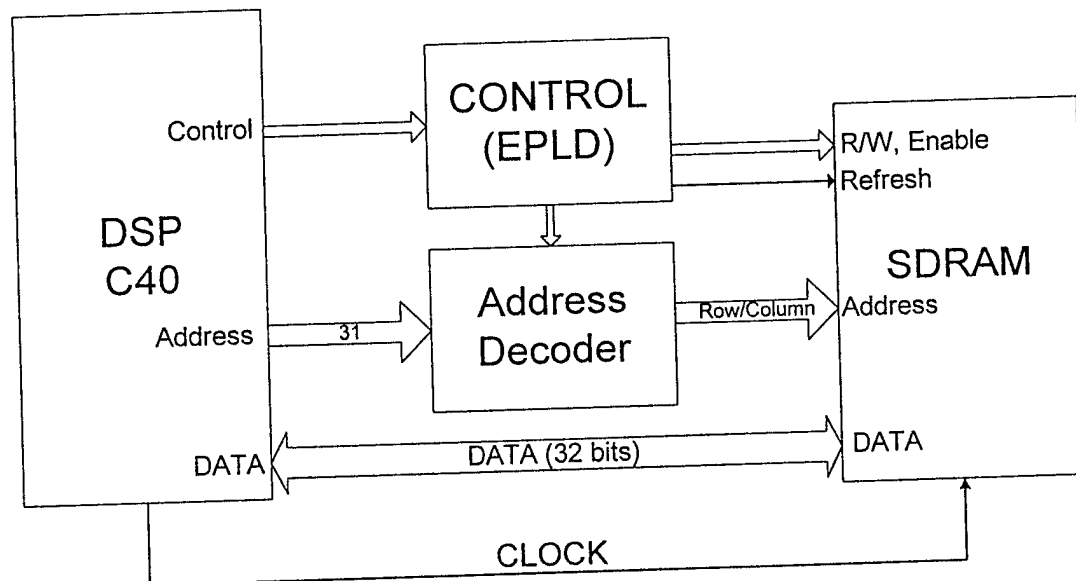 CONTROL
(EPLD)
Control
R/W, Enable
Refresh
DSP
C40
SDRAM
Address
Decoder
Row/Column
Address
Address
31
DATA
DATA (32 bits)
DATA
CLOCK